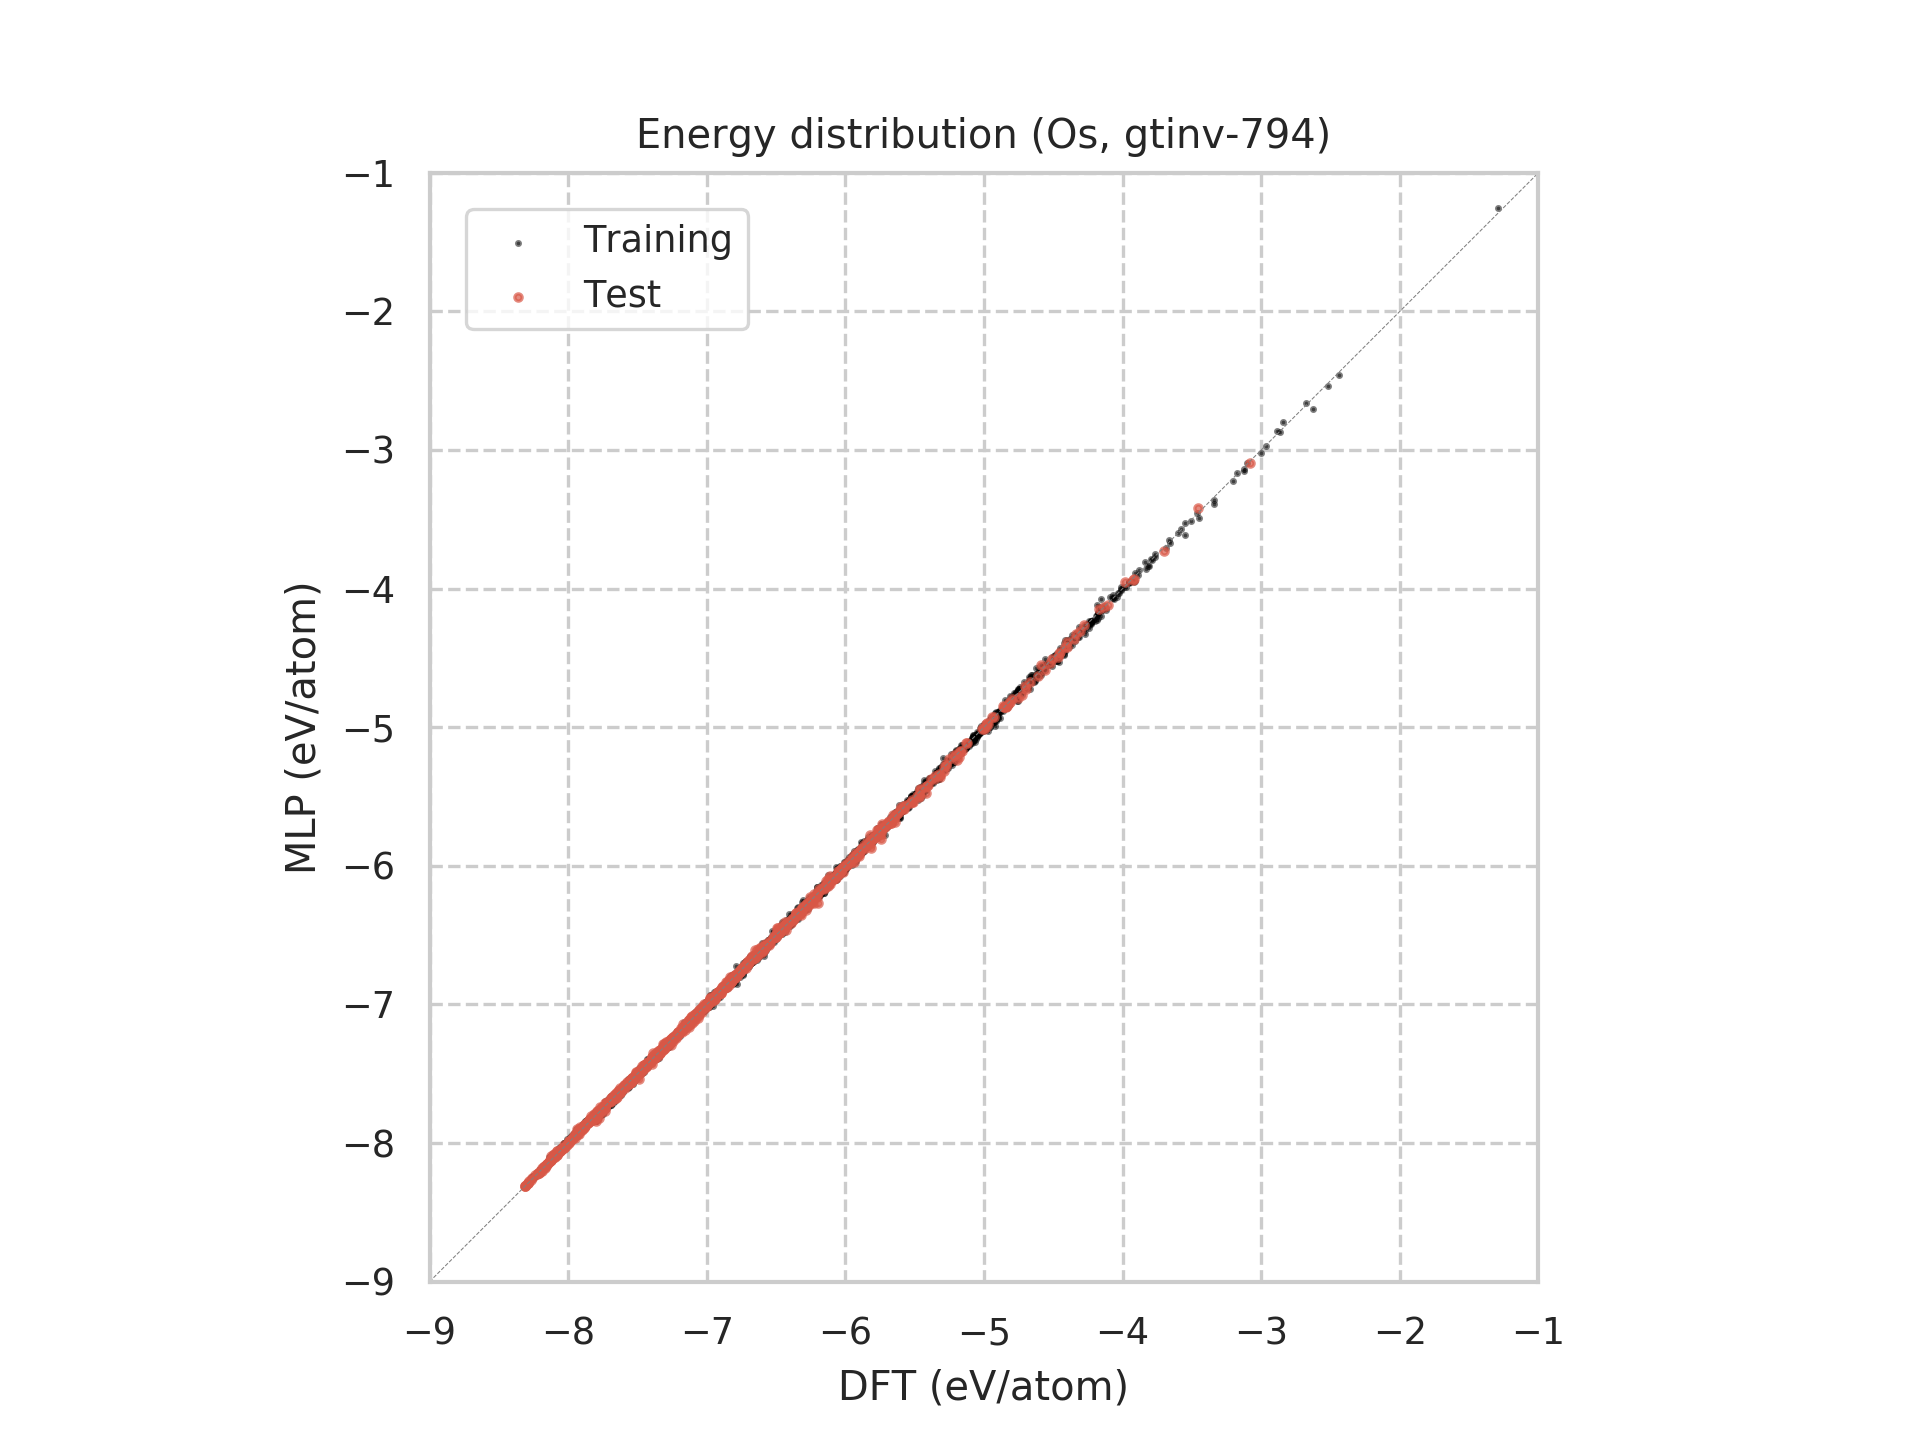 Energy distribution (Os, gtinv-794)
Training
Test
MLP (eV/atom)
−1
−2
−3
−4
−5
−6
−7
−8
−9
−9 −8 −7 −6 −5 −4 −3 −2 −1
DFT (eV/atom)